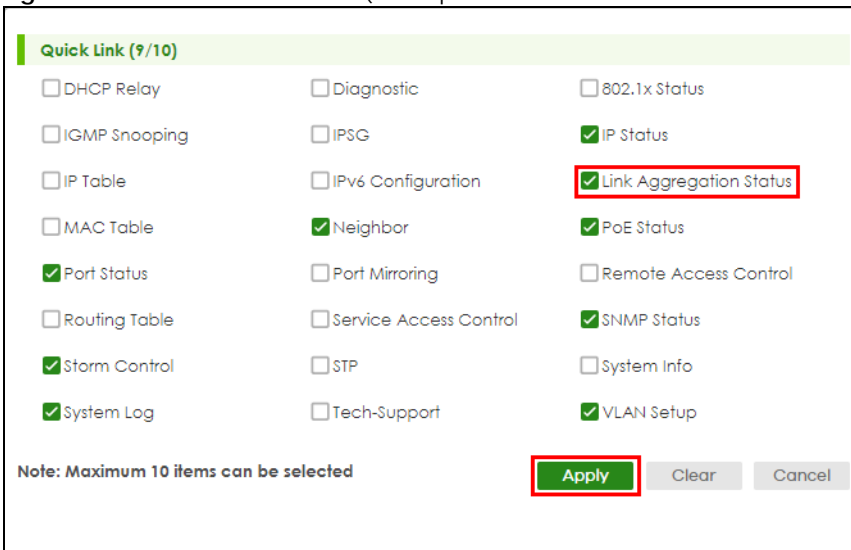 Quick Link (9/10)
DHCP Relay Diagnostic 802.1x Status
IGMP Snooping IPSG IP Status
IP Table IPv6 Configuration Link Aggregation Status
MAC Table Neighbor PoE Status
Port Status Port Mirroring Remote Access Control
Routing Table Service Access Control SNMP Status
Storm Control STP System Info
System Log Tech-Support VLAN Setup
Note: Maximum 10 items can be selected Apply Clear Cancel